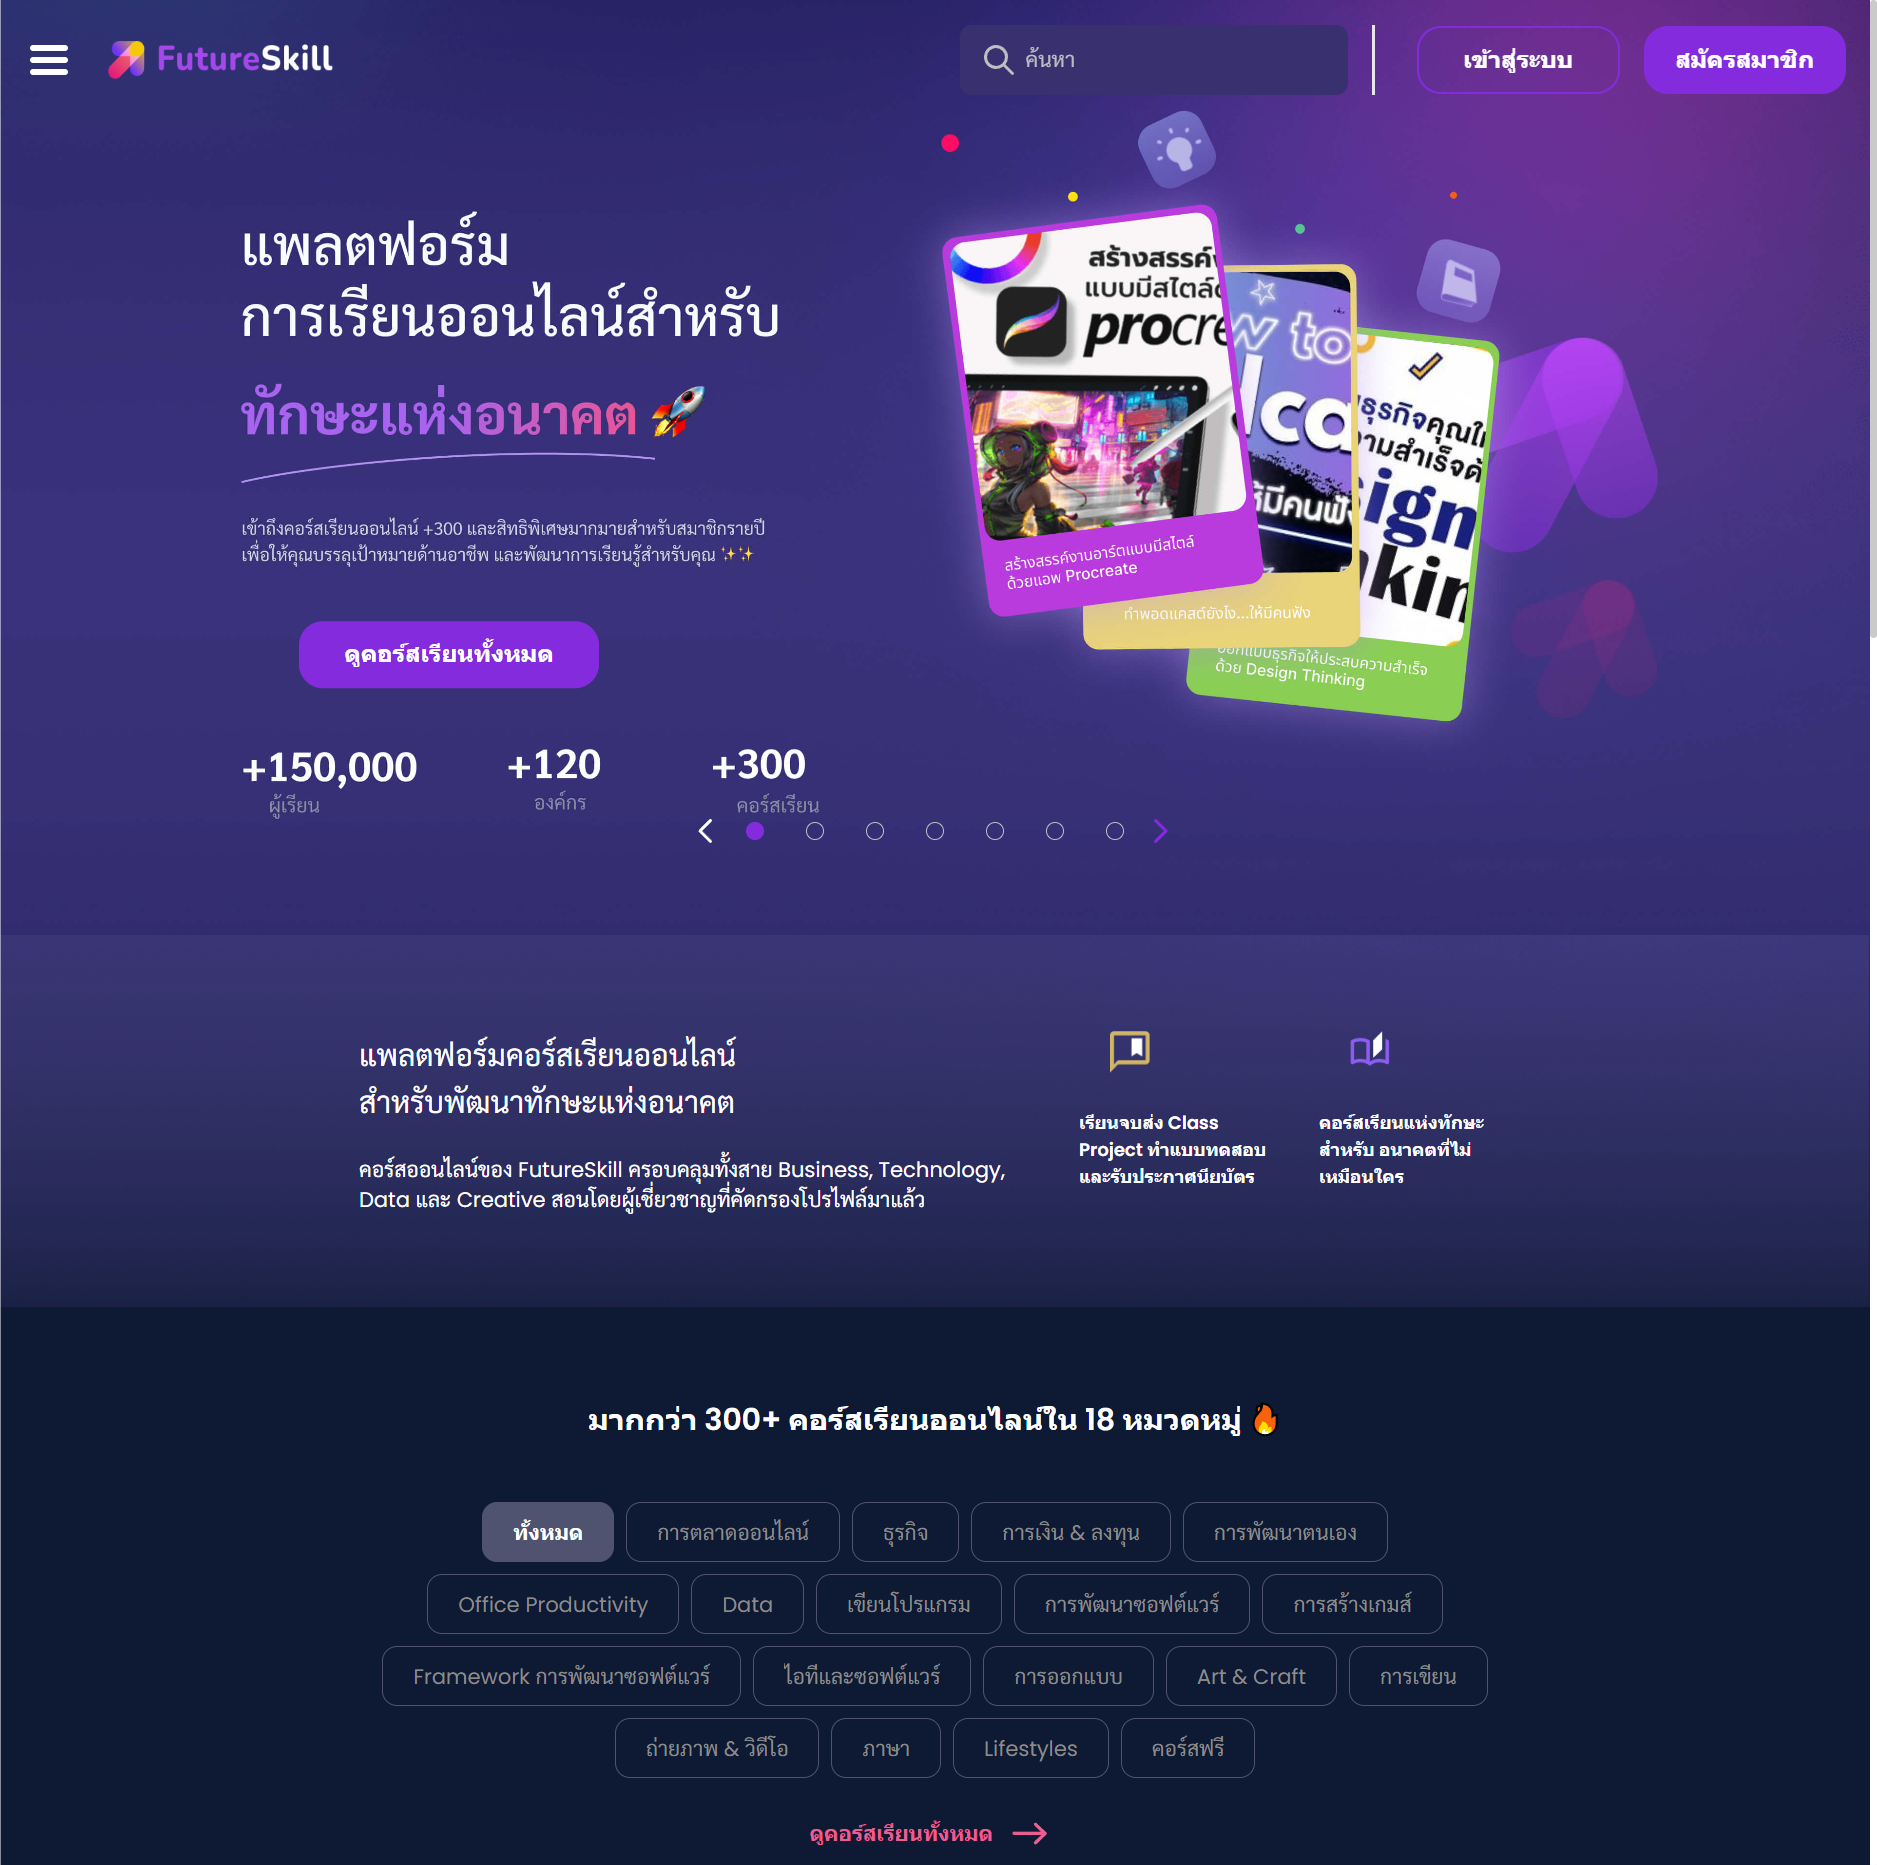 FutureSkill
ค้นหา
เข้าสู่ระบบ
สมัครสมาชิก
แพลตฟอร์ม
การเรียนออนไลน์สำหรับ
ทักษะแห่งอนาคต 🚀
เข้าถึงคอร์สเรียนออนไลน์ +300 และสิทธิพิเศษมากมายสำหรับสมาชิกรายปี
เพื่อให้คุณบรรลุเป้าหมายด้านอาชีพ และพัฒนาการเรียนรู้สำหรับคุณ ✨✨
ดูคอร์สเรียนทั้งหมด
+150,000
ผู้เรียน
+120
องค์กร
+300
คอร์สเรียน
สร้างสรรค์
แบบมีสไตล์
procre
สร้างสรรค์งานอาร์ตแบบมีสไตล์
ด้วยแอพ Procreate
w to
dca
ให้มีคนฟัง
ทำพอดแคสต์ยังไง...ให้มีคนฟัง
ธุรกิจคุณ
ามสำเร็จ
sign
nkin
ออกแบบธุรกิจให้ประสบความสำเร็จ
ด้วย Design Thinking
แพลตฟอร์มคอร์สเรียนออนไลน์
สำหรับพัฒนาทักษะแห่งอนาคต
คอร์สออนไลน์ของ FutureSkill ครอบคลุมทั้งสาย Business, Technology,
Data และ Creative สอนโดยผู้เชี่ยวชาญที่คัดกรองโปรไฟล์มาแล้ว
เรียนจบส่ง Class
Project ทำแบบทดสอบ
และรับประกาศนียบัตร
คอร์สเรียนแห่งทักษะ
สำหรับ อนาคตที่ไม่
เหมือนใคร
มากกว่า 300+ คอร์สเรียนออนไลน์ใน 18 หมวดหมู่ 🔥
ทั้งหมด
การตลาดออนไลน์
ธุรกิจ
การเงิน & ลงทุน
การพัฒนาตนเอง
Office Productivity
Data
เขียนโปรแกรม
การพัฒนาซอฟต์แวร์
การสร้างเกมส์
Framework การพัฒนาซอฟต์แวร์
ไอทีและซอฟต์แวร์
การออกแบบ
Art & Craft
การเขียน
ถ่ายภาพ & วิดีโอ
ภาษา
Lifestyles
คอร์สฟรี
ดูคอร์สเรียนทั้งหมด